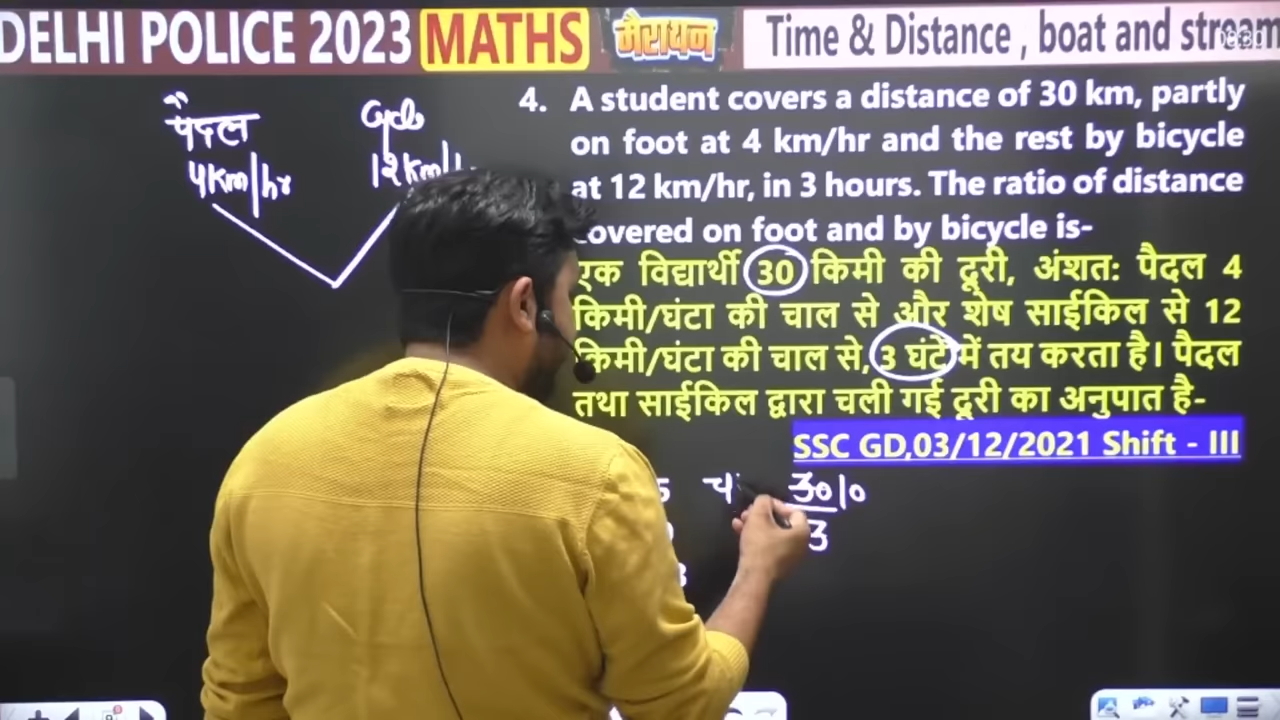 DELHI POLICE 2023 MATHS मैराथन Time & Distance , boat and stream
पैदल Cycle
4Km/hr 12Km/
4. A student covers a distance of 30 km, partly
on foot at 4 km/hr and the rest by bicycle
at 12 km/hr, in 3 hours. The ratio of distance
covered on foot and by bicycle is-
एक विद्यार्थी 30 किमी की दूरी, अंशत: पैदल 4
किमी/घंटा की चाल से और शेष साईकिल से 12
किमी/घंटा की चाल से, 3 घंटे में तय करता है। पैदल
तथा साईकिल द्वारा चली गई दूरी का अनुपात है-
SSC GD,03/12/2021 Shift - III
30 10
3